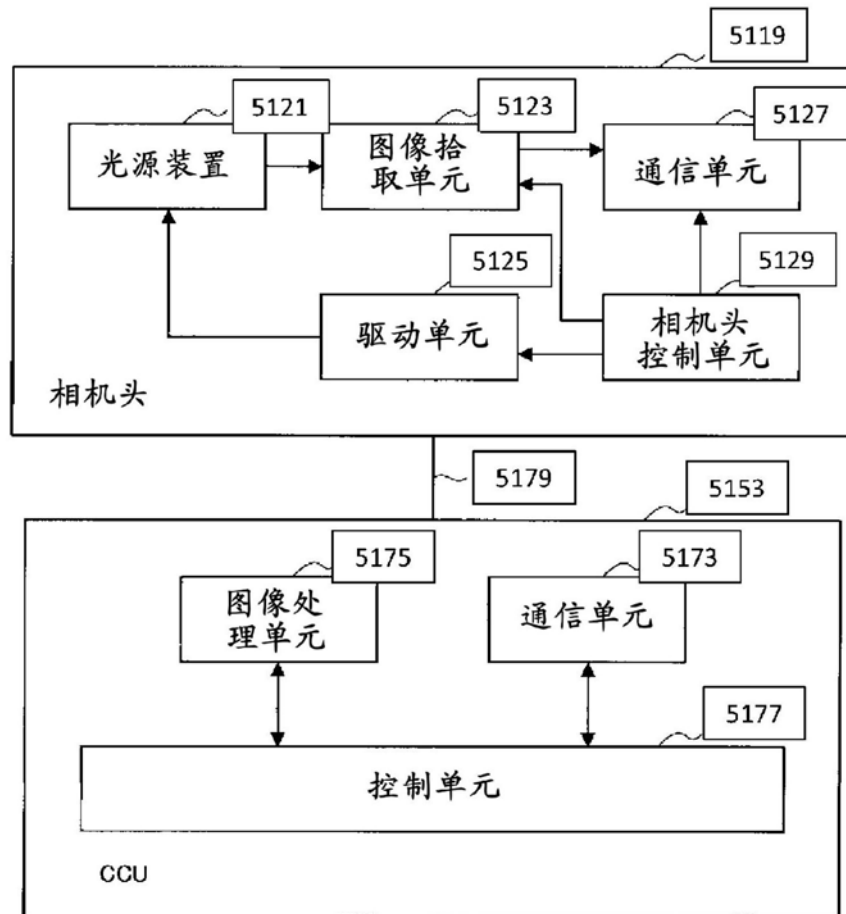 5119
5121
5123
5127
光源装置
图像拾
取单元
通信单元
5125
5129
驱动单元
相机头
控制单元
相机头
5179
5153
5175
5173
图像处
理单元
通信单元
5177
控制单元
CCU